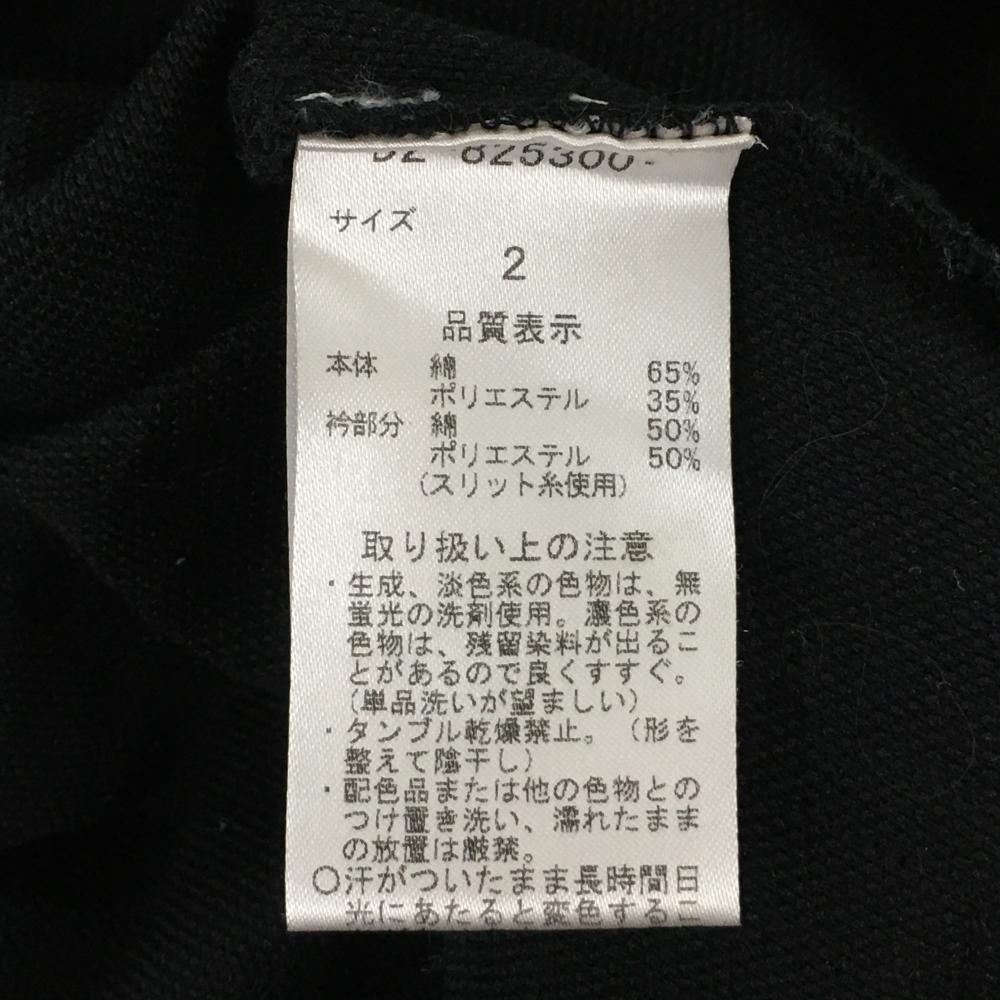 02 825300-
サイズ
2
品質表示
本体 綿 65%
ポリエステル 35%
衿部分 綿 50%
ポリエステル 50%
(スリット糸使用)
取り扱い上の注意
・生成、淡色系の色物は、無
蛍光の洗剤使用。濃色系の
色物は、残留染料が出るこ
とがあるので良くすすぐ。
(単品洗いが望ましい)
・タンブル乾燥禁止。(形を
整えて陰干し)
・配色品または他の色物との
つけ置き洗い、濡れたまま
の放置は厳禁。
○汗がついたまま長時間日
光にあたると変色するこ